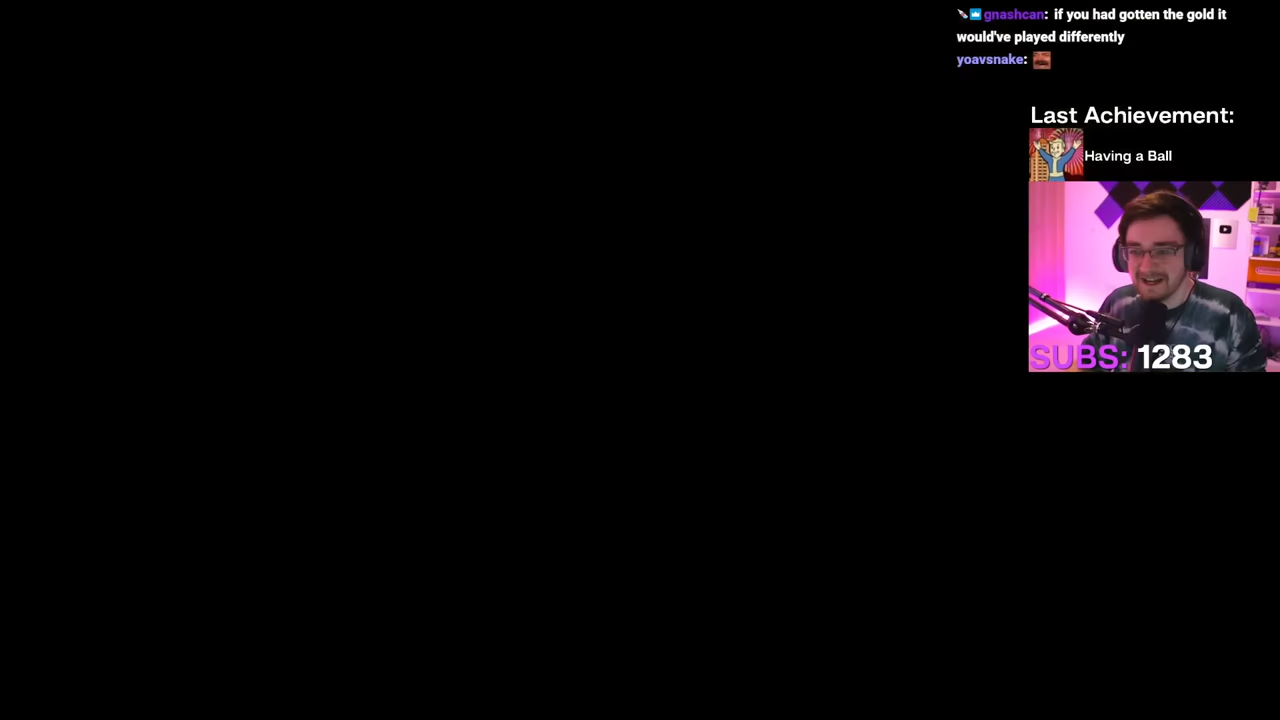 gnashcan: if you had gotten the gold it
would've played differently
yoavsnake:
Last Achievement:
Having a Ball
SUBS: 1283